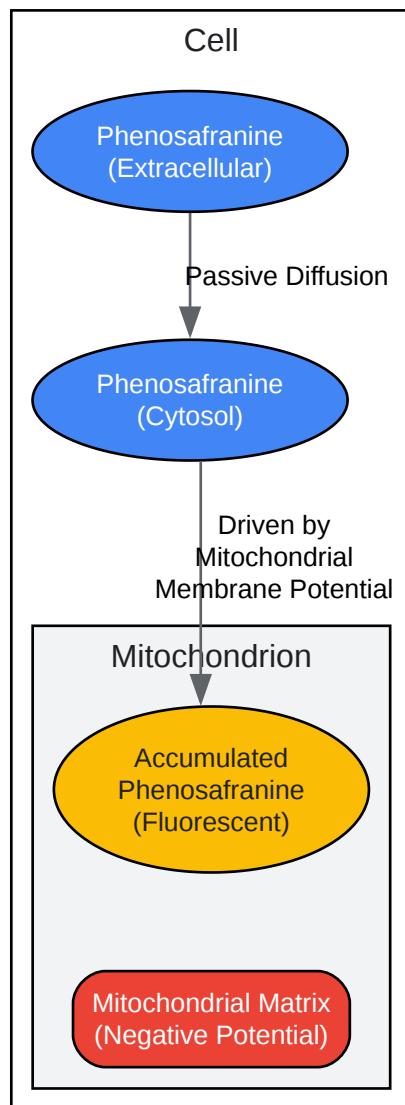 Cell
Phenosafranine
(Extracellular)
Passive Diffusion
Phenosafranine
(Cytosol)
Driven by
Mitochondrial
Membrane Potential
Mitochondrion
Accumulated
Phenosafranine
(Fluorescent)
Mitochondrial Matrix
(Negative Potential)